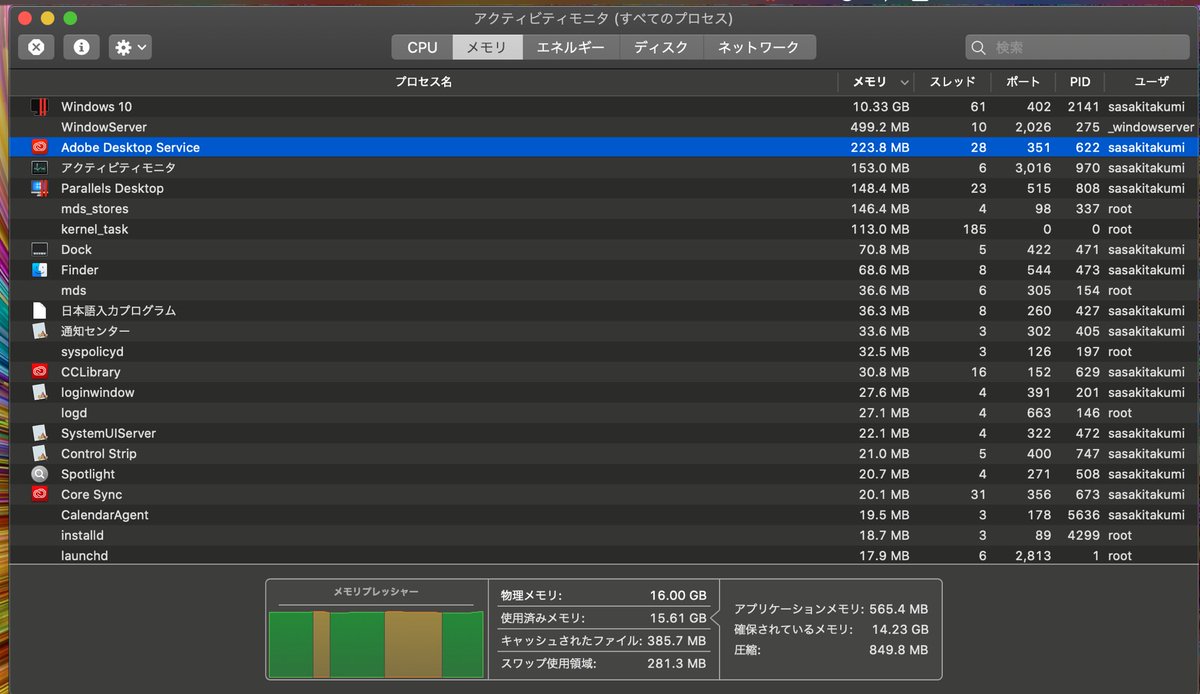 アクティビティモニタ (すべてのプロセス)
CPU メモリ エネルギー ディスク ネットワーク 検索
プロセス名 メモリ スレッド ポート PID ユーザ
Windows 10 10.33 GB 61 402 2141 sasakitakumi
WindowServer 499.2 MB 10 2,026 275 _windowserver
Adobe Desktop Service 223.8 MB 28 351 622 sasakitakumi
アクティビティモニタ 153.0 MB 6 3,016 970 sasakitakumi
Parallels Desktop 148.4 MB 23 515 808 sasakitakumi
mds_stores 146.4 MB 4 98 337 root
kernel_task 113.0 MB 185 0 0 root
Dock 70.8 MB 5 422 471 sasakitakumi
Finder 68.6 MB 8 544 473 sasakitakumi
mds 36.6 MB 6 305 154 root
日本語入力プログラム 36.3 MB 8 260 427 sasakitakumi
通知センター 33.6 MB 3 302 405 sasakitakumi
syspolicyd 32.5 MB 3 126 197 root
CCLibrary 30.8 MB 16 152 629 sasakitakumi
loginwindow 27.6 MB 4 391 201 sasakitakumi
logd 27.1 MB 4 663 146 root
SystemUIServer 22.1 MB 4 322 472 sasakitakumi
Control Strip 21.0 MB 5 400 747 sasakitakumi
Spotlight 20.7 MB 4 271 508 sasakitakumi
Core Sync 20.1 MB 31 356 673 sasakitakumi
CalendarAgent 19.5 MB 3 178 5636 sasakitakumi
installd 18.7 MB 3 89 4299 root
launchd 17.9 MB 6 2,813 1 root
メモリプレッシャー
物理メモリ: 16.00 GB
使用済みメモリ: 15.61 GB
キャッシュされたファイル: 385.7 MB
スワップ使用領域: 281.3 MB
アプリケーションメモリ: 565.4 MB
確保されているメモリ: 14.23 GB
圧縮: 849.8 MB